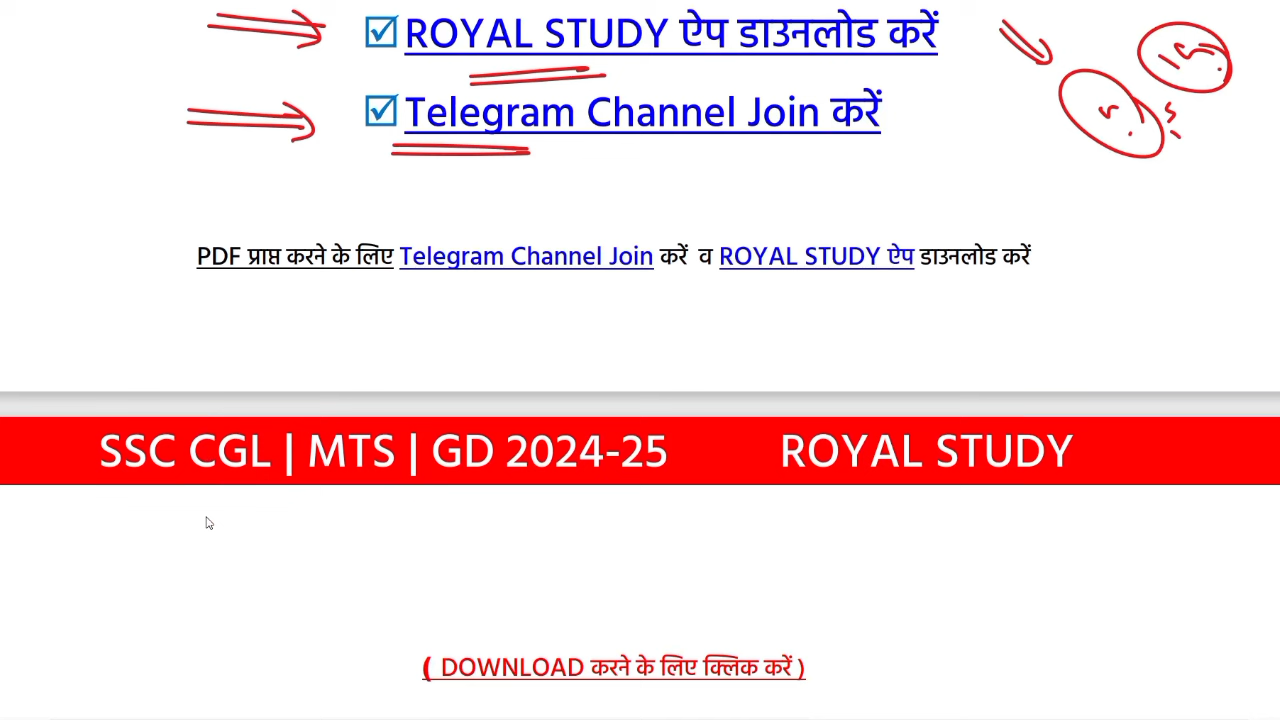 ROYAL STUDY ऐप डाउनलोड करें
Telegram Channel Join करें
PDF प्राप्त करने के लिए Telegram Channel Join करें व ROYAL STUDY ऐप डाउनलोड करें
SSC CGL | MTS | GD 2024-25 ROYAL STUDY
( DOWNLOAD करने के लिए क्लिक करें )